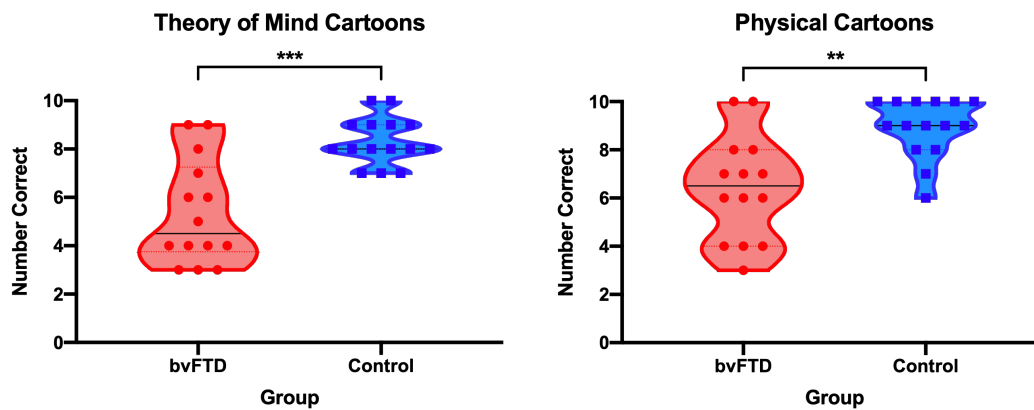 Theory of Mind Cartoons
***
10
8
6
4
2
0
Number Correct
bvFTD
Control
Group
Physical Cartoons
**
10
8
6
4
2
0
Number Correct
bvFTD
Control
Group